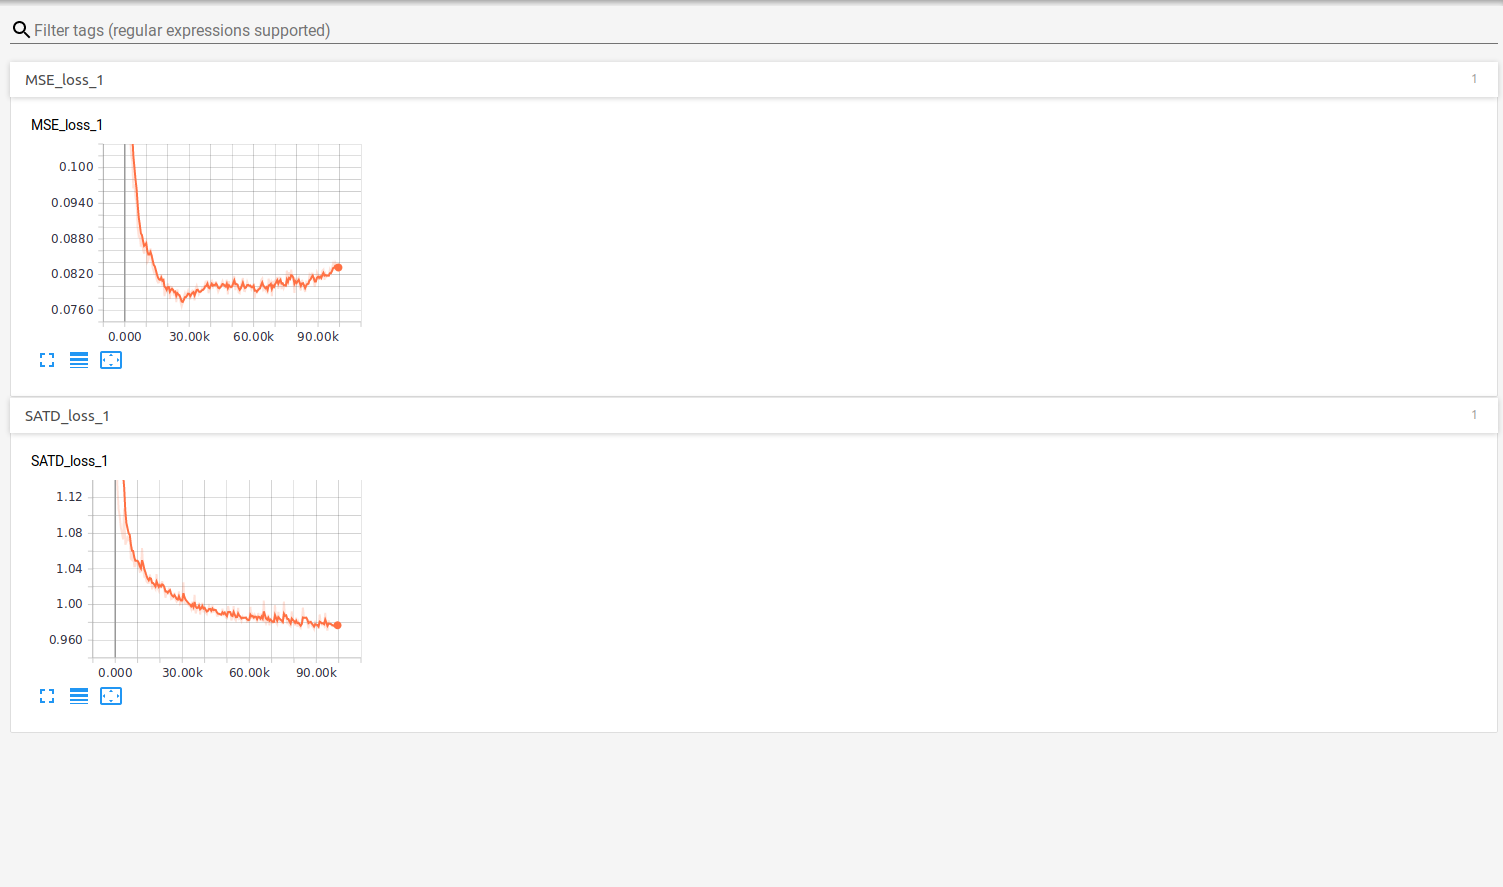 Filter tags (regular expressions supported)
MSE_loss_1 1
MSE_loss_1
0.100
0.0940
0.0880
0.0820
0.0760
0.000 30.00k 60.00k 90.00k
SATD_loss_1 1
SATD_loss_1
1.12
1.08
1.04
1.00
0.960
0.000 30.00k 60.00k 90.00k